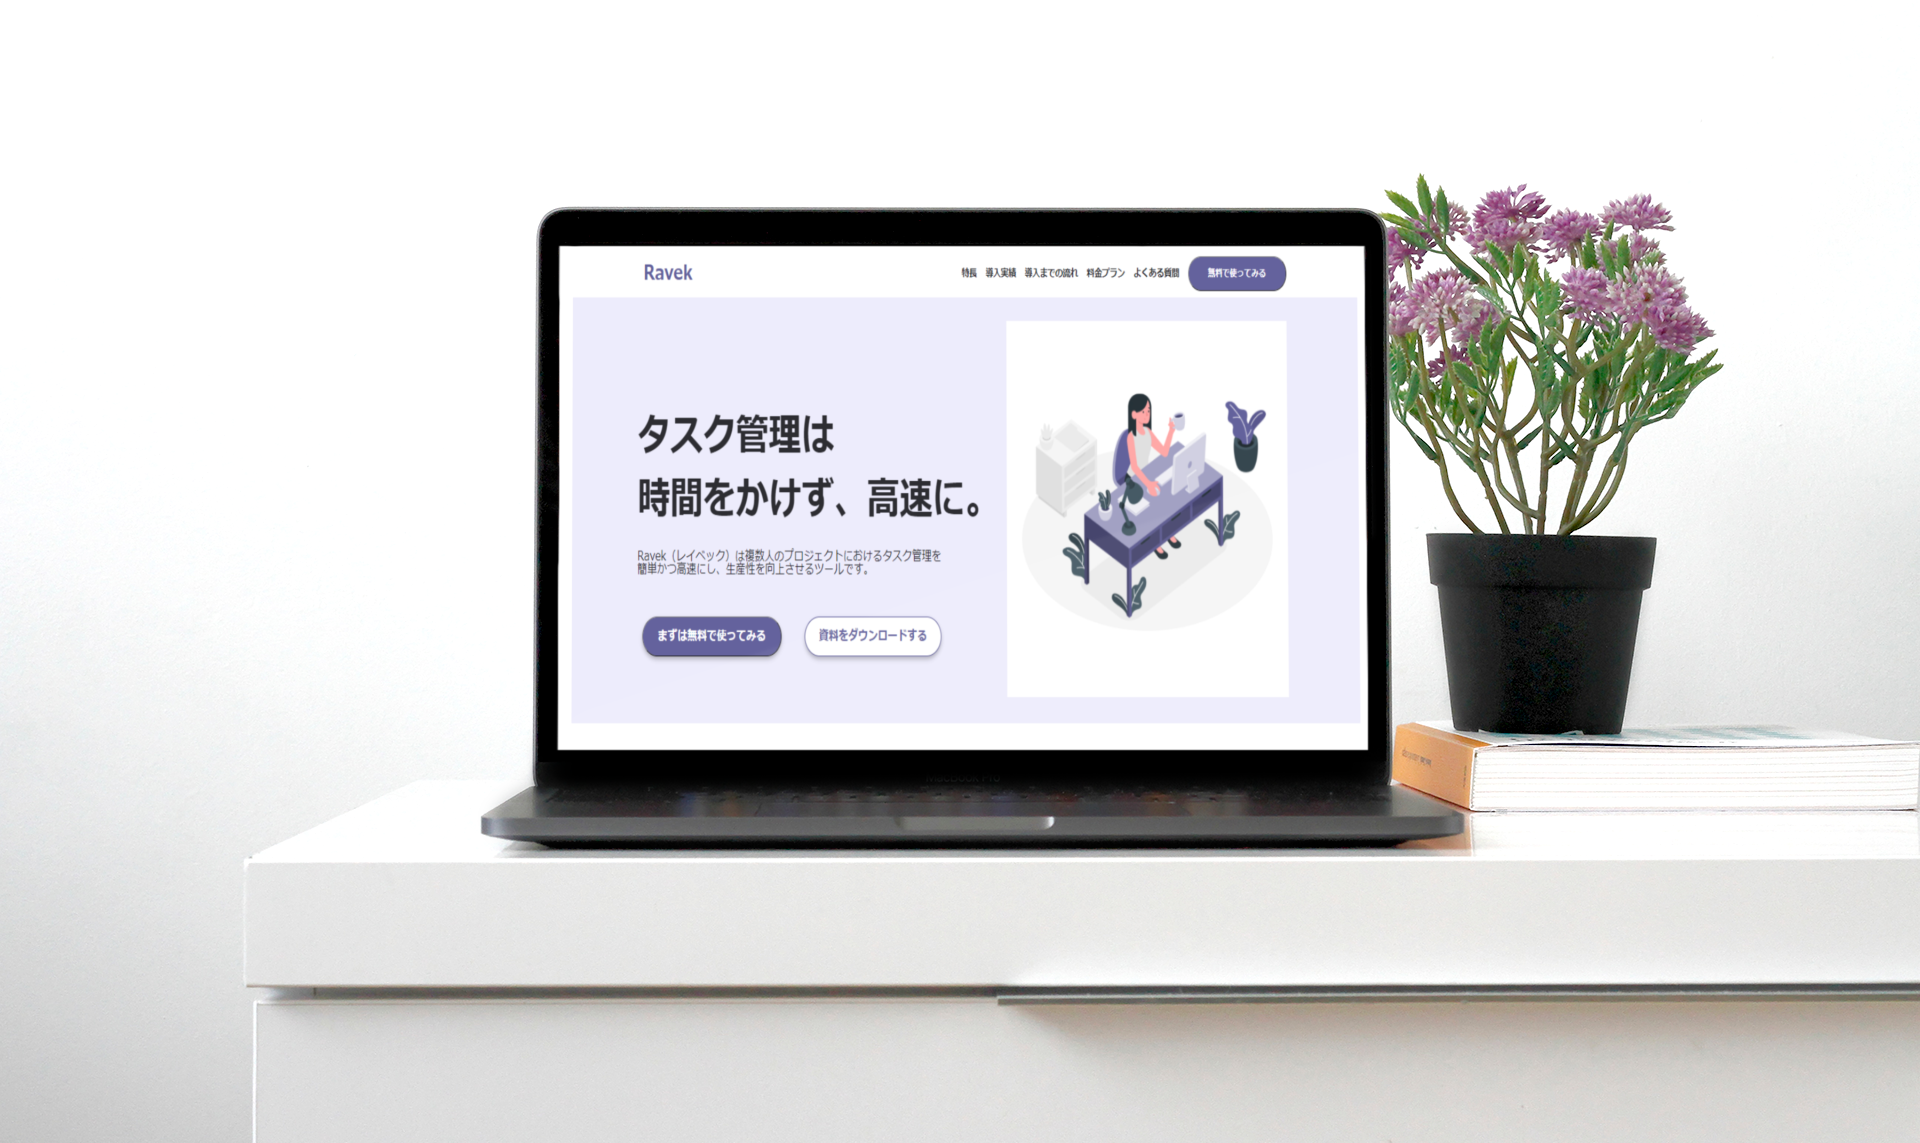 Ravek
特長 導入実績 導入までの流れ 料金プラン よくある質問 無料で使ってみる
タスク管理は
時間をかけず、高速に。
Ravek（レイベック）は複数人のプロジェクトにおけるタスク管理を
簡単かつ高速にし、生産性を向上させるツールです。
まずは無料で使ってみる 資料をダウンロードする
MacBook Pro